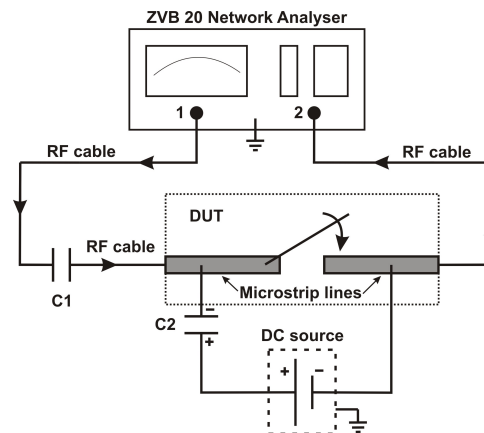 ZVB 20 Network Analyser
1
2
RF cable
RF cable
DUT
RF cable
C1
Microstrip lines
C2
-
+
DC source
+ -